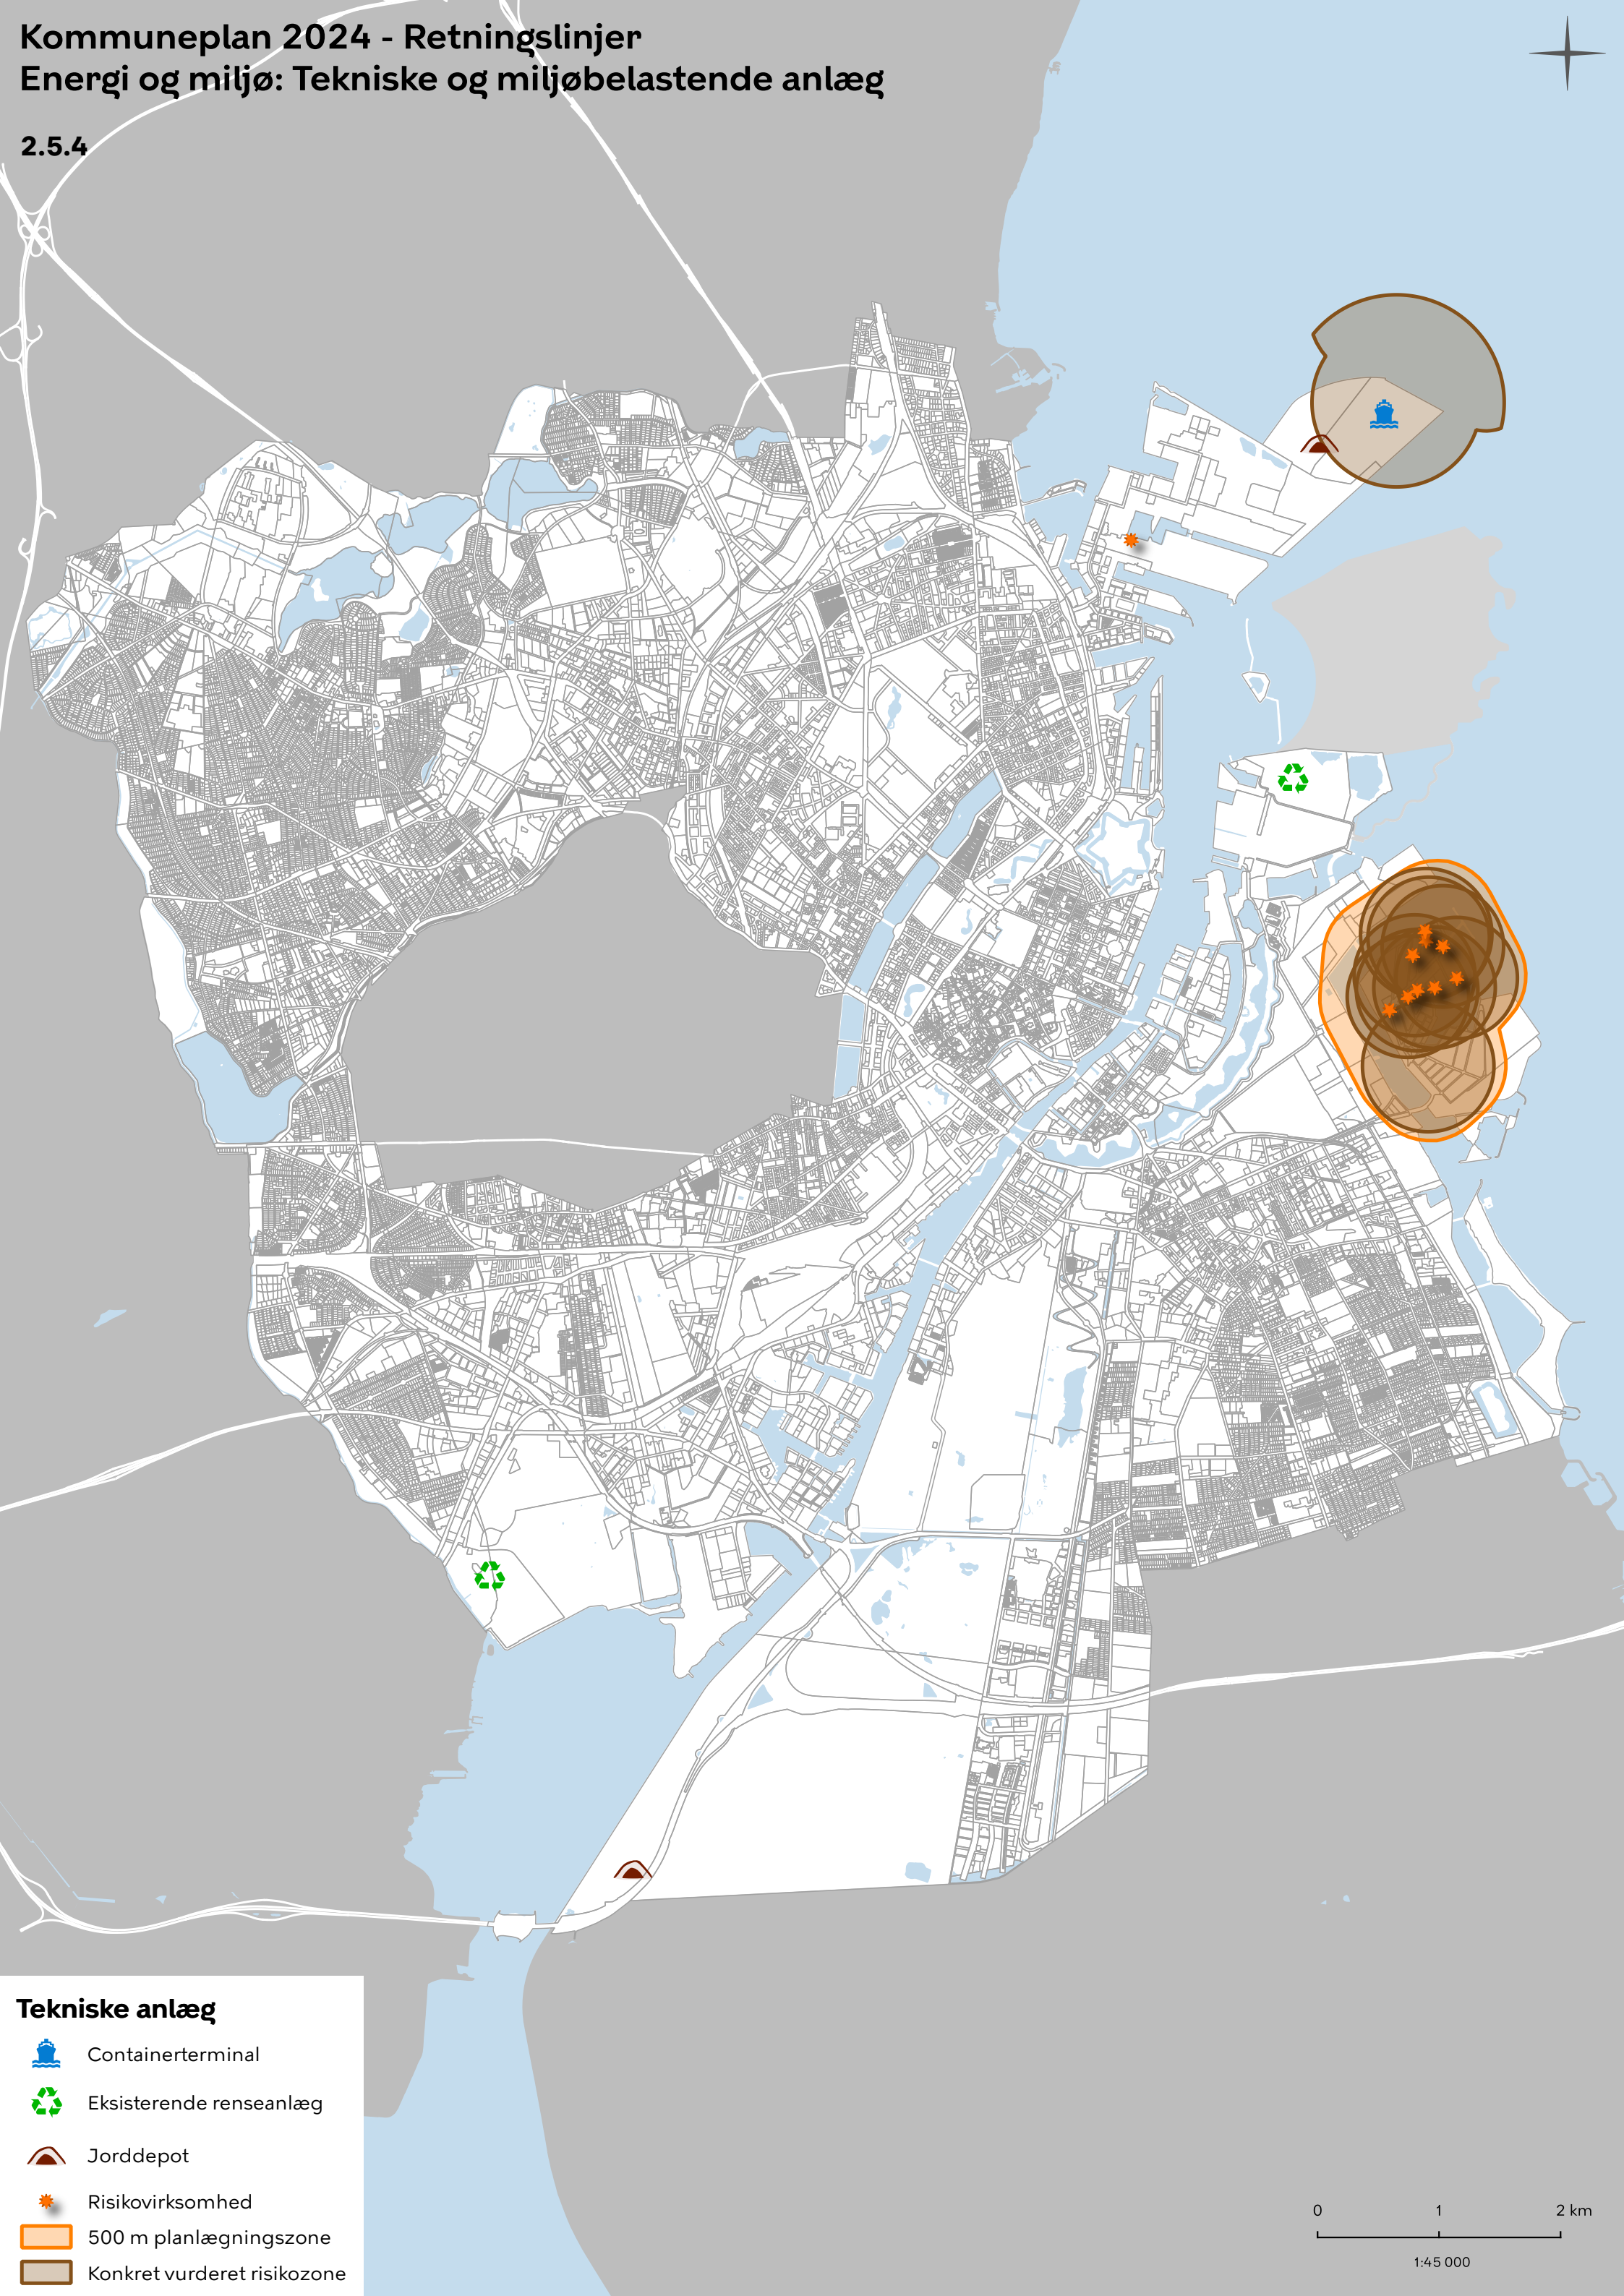 Kommuneplan 2024 - Retningslinjer
Energi og miljø: Tekniske og miljøbelastende anlæg
2.5.4
Tekniske anlæg
Containerterminal
Eksisterende renseanlæg
Jorddepot
Risikovirksomhed
500 m planlægningszone
Konkret vurderet risikozone
0 1 2 km
1:45 000